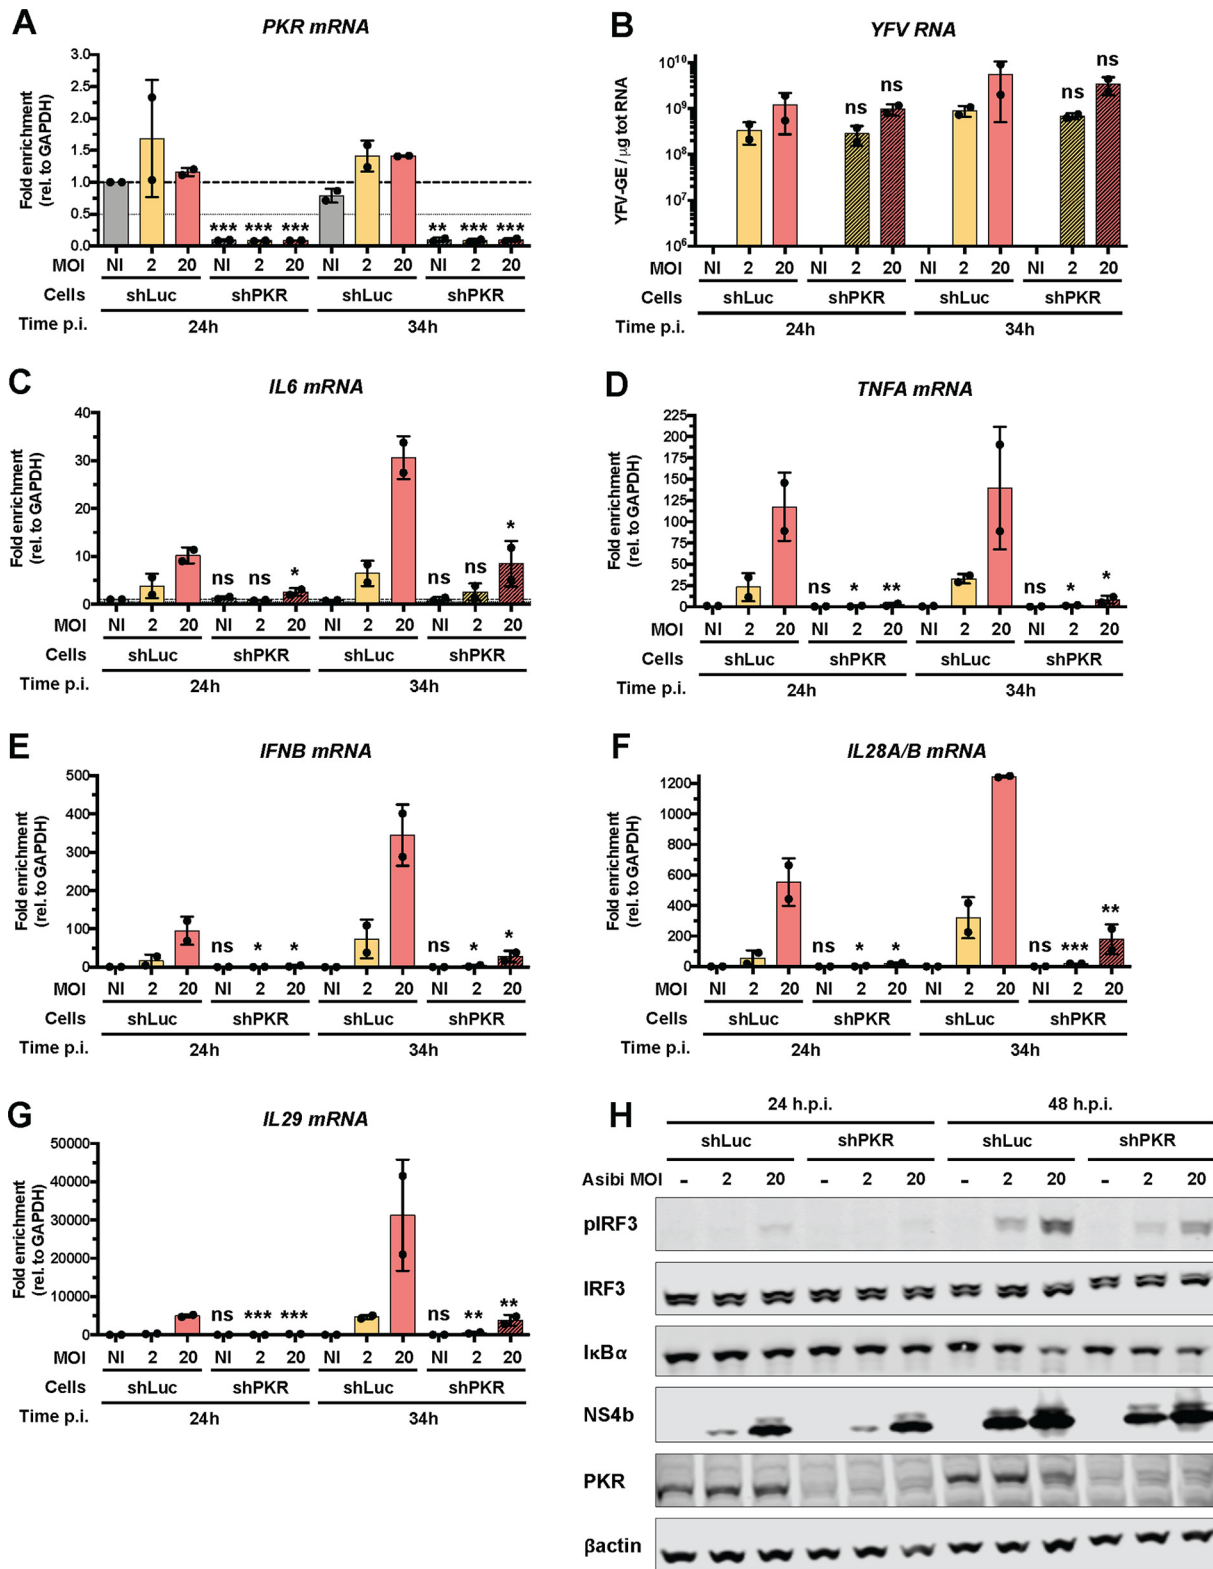 A
PKR mRNA
Fold enrichment
(rel. to GAPDH)
3.0
2.5
2.0
1.5
1.0
0.5
0.0
*** *** *** ** *** ***
MOI NI 2 20 NI 2 20 NI 2 20 NI 2 20
Cells shLuc shPKR shLuc shPKR
Time p.i. 24h 34h
B
YFV RNA
YFV-GE / µg tot RNA
10¹⁰
10⁹
10⁸
10⁷
10⁶
ns ns ns ns
MOI NI 2 20 NI 2 20 NI 2 20 NI 2 20
Cells shLuc shPKR shLuc shPKR
Time p.i. 24h 34h
C
IL6 mRNA
Fold enrichment
(rel. to GAPDH)
40
30
20
10
0
ns ns * ns ns *
MOI NI 2 20 NI 2 20 NI 2 20 NI 2 20
Cells shLuc shPKR shLuc shPKR
Time p.i. 24h 34h
D
TNFA mRNA
Fold enrichment
(rel. to GAPDH)
225
200
175
150
125
100
75
50
25
0
ns * ** ns * *
MOI NI 2 20 NI 2 20 NI 2 20 NI 2 20
Cells shLuc shPKR shLuc shPKR
Time p.i. 24h 34h
E
IFNB mRNA
Fold enrichment
(rel. to GAPDH)
500
400
300
200
100
0
ns * * ns * *
MOI NI 2 20 NI 2 20 NI 2 20 NI 2 20
Cells shLuc shPKR shLuc shPKR
Time p.i. 24h 34h
F
IL28A/B mRNA
Fold enrichment
(rel. to GAPDH)
1200
1000
800
600
400
200
0
ns * * ns *** **
MOI NI 2 20 NI 2 20 NI 2 20 NI 2 20
Cells shLuc shPKR shLuc shPKR
Time p.i. 24h 34h
G
IL29 mRNA
Fold enrichment
(rel. to GAPDH)
50000
40000
30000
20000
10000
0
ns *** *** ns ** **
MOI NI 2 20 NI 2 20 NI 2 20 NI 2 20
Cells shLuc shPKR shLuc shPKR
Time p.i. 24h 34h
H
24 h.p.i. 48 h.p.i.
shLuc shPKR shLuc shPKR
Asibi MOI - 2 20 - 2 20 - 2 20 - 2 20
pIRF3
IRF3
IκBα
NS4b
PKR
βactin